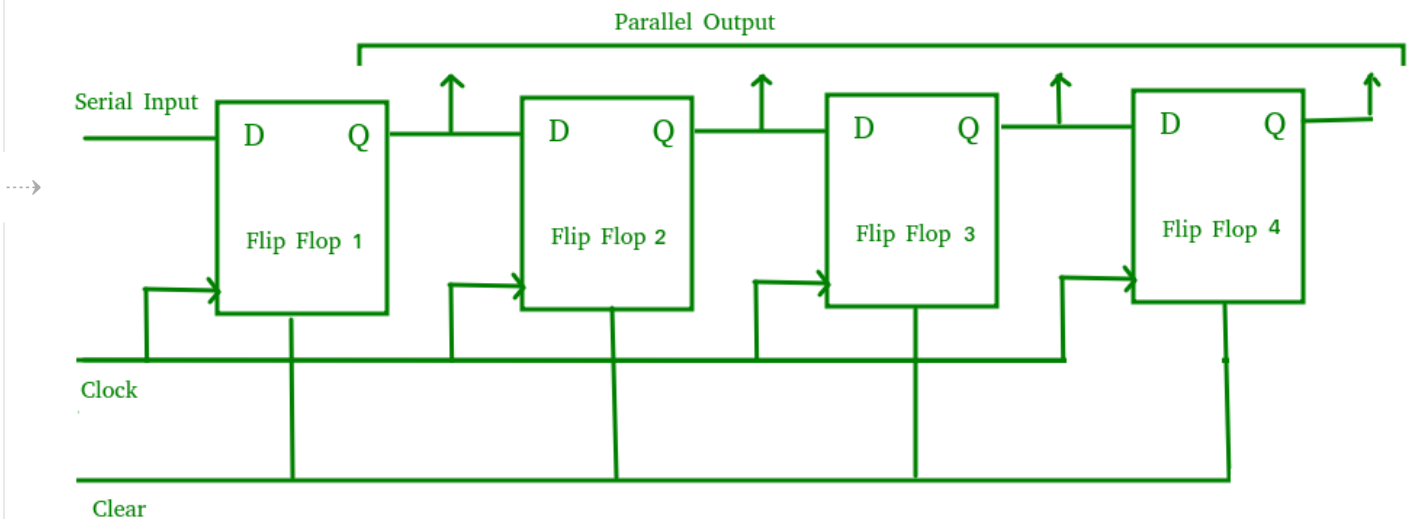 Parallel Output
Serial Input
D Q
D Q
D Q
D Q
Flip Flop 1
Flip Flop 2
Flip Flop 3
Flip Flop 4
Clock
Clear